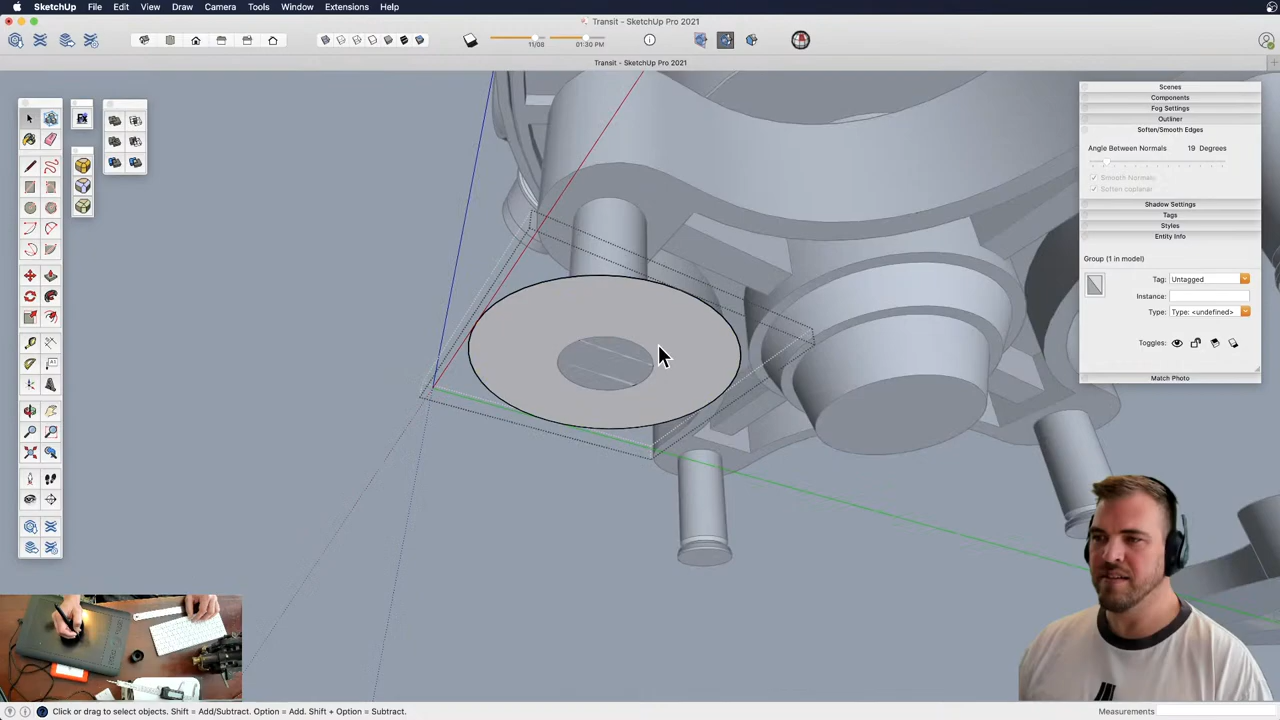 SketchUp File Edit View Draw Camera Tools Window Extensions Help
Transit - SketchUp Pro 2021
11/08 01:30 PM
Transit - SketchUp Pro 2021
Scenes
Components
Fog Settings
Outliner
Soften/Smooth Edges
Angle Between Normals 19 Degrees
Smooth Normals
Soften coplanar
Shadow Settings
Tags
Styles
Entity Info
Group (1 in model)
Tag: Untagged
Instance:
Type: Type: <undefined>
Toggles:
Match Photo
Click or drag to select objects. Shift = Add/Subtract. Option = Add. Shift + Option = Subtract.
Measurements